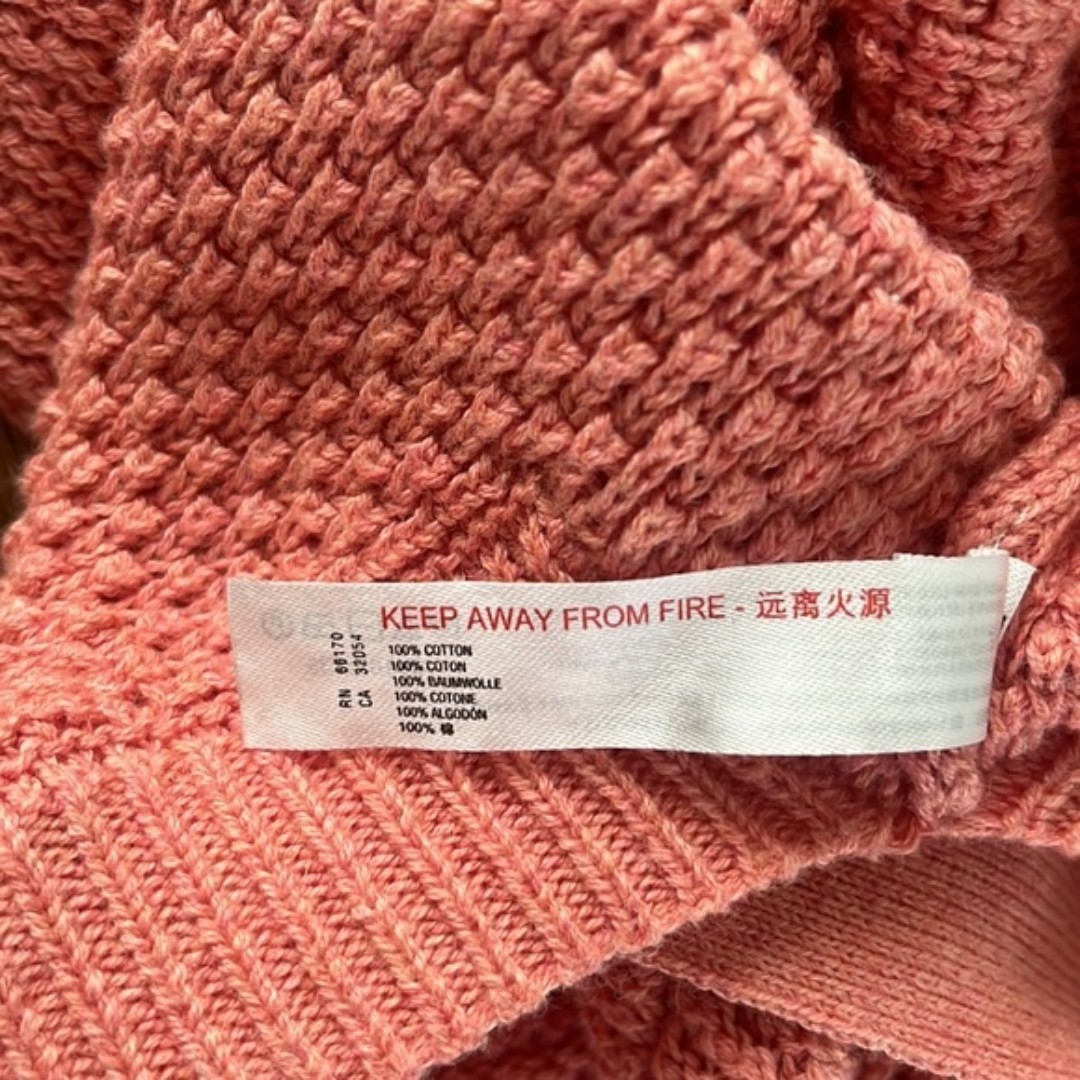 KEEP AWAY FROM FIRE - 远离火源
RN 66170
CA 32054
100% COTTON
100% COTON
100% BAUMWOLLE
100% COTONE
100% ALGODÓN
100% 棉